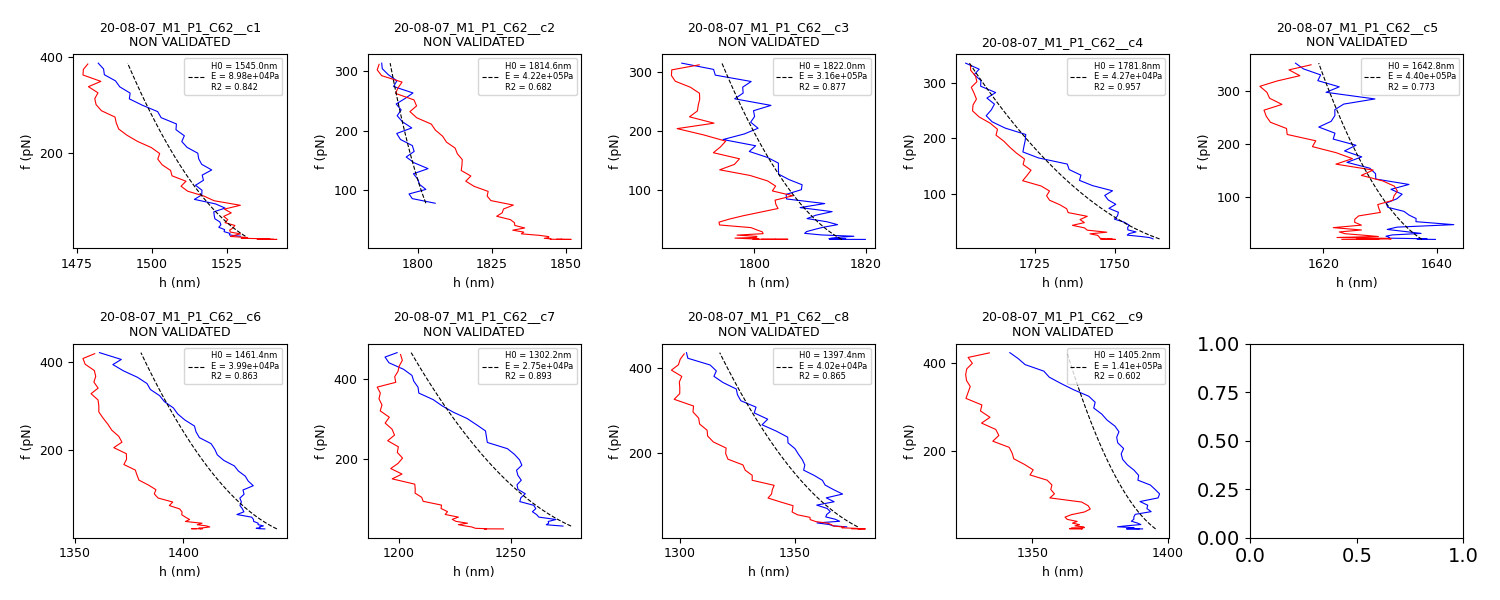 20-08-07_M1_P1_C62__c1
NON VALIDATED
H0 = 1545.0nm
E = 8.98e+04Pa
R2 = 0.842
400
200
f (pN)
1475 1500 1525
h (nm)
20-08-07_M1_P1_C62__c2
NON VALIDATED
H0 = 1814.6nm
E = 4.22e+05Pa
R2 = 0.682
300
200
100
f (pN)
1800 1825 1850
h (nm)
20-08-07_M1_P1_C62__c3
NON VALIDATED
H0 = 1822.0nm
E = 3.16e+05Pa
R2 = 0.877
300
200
100
f (pN)
1800 1820
h (nm)
20-08-07_M1_P1_C62__c4
H0 = 1781.8nm
E = 4.27e+04Pa
R2 = 0.957
300
200
100
f (pN)
1725 1750
h (nm)
20-08-07_M1_P1_C62__c5
NON VALIDATED
H0 = 1642.8nm
E = 4.40e+05Pa
R2 = 0.773
300
200
100
f (pN)
1620 1640
h (nm)
20-08-07_M1_P1_C62__c6
NON VALIDATED
H0 = 1461.4nm
E = 3.99e+04Pa
R2 = 0.863
400
200
f (pN)
1350 1400
h (nm)
20-08-07_M1_P1_C62__c7
NON VALIDATED
H0 = 1302.2nm
E = 2.75e+04Pa
R2 = 0.893
400
200
f (pN)
1200 1250
h (nm)
20-08-07_M1_P1_C62__c8
NON VALIDATED
H0 = 1397.4nm
E = 4.02e+04Pa
R2 = 0.865
400
200
f (pN)
1300 1350
h (nm)
20-08-07_M1_P1_C62__c9
NON VALIDATED
H0 = 1405.2nm
E = 1.41e+05Pa
R2 = 0.602
400
200
f (pN)
1350 1400
h (nm)
1.00
0.75
0.50
0.25
0.00
0.0 0.5 1.0